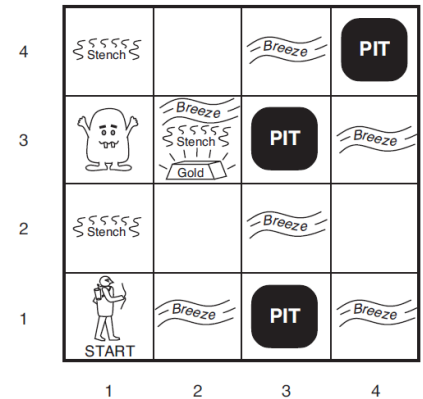 4 Stench Breeze PIT
3 Breeze Stench Gold PIT Breeze
2 Stench Breeze
1 START Breeze PIT Breeze
1 2 3 4